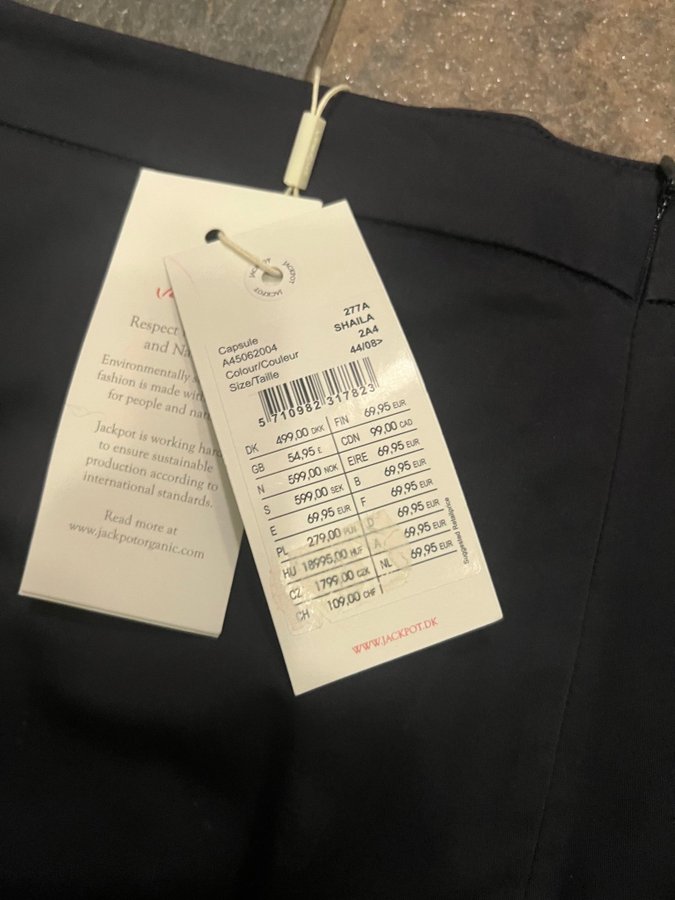 Respect
and Na
Environmentally
fashion is made with
for people and nat
Jackpot is working hard
to ensure sustainable
production according to
international standards.
Read more at
www.jackpotorganic.com
JACKPOT JACKPOT
Capsule 277A
A45062004 SHAILA
Colour/Couleur 2A4
Size/Taille 44/08>
5 710982 317823
DK 499,00 DKK FIN 69,95 EUR
GB 54,95 £ CDN 99,00 CAD
N 599,00 NOK EIRE 69,95 EUR
S 599,00 SEK B 69,95 EUR
E 69,95 EUR F 69,95 EUR
PL 279,00 PLN D 69,95 EUR
HU 18995,00 HUF A 69,95 EUR
CZ 1799,00 CZK NL 69,95 EUR
CH 109,00 CHF
Suggested Retailprice
WWW.JACKPOT.DK